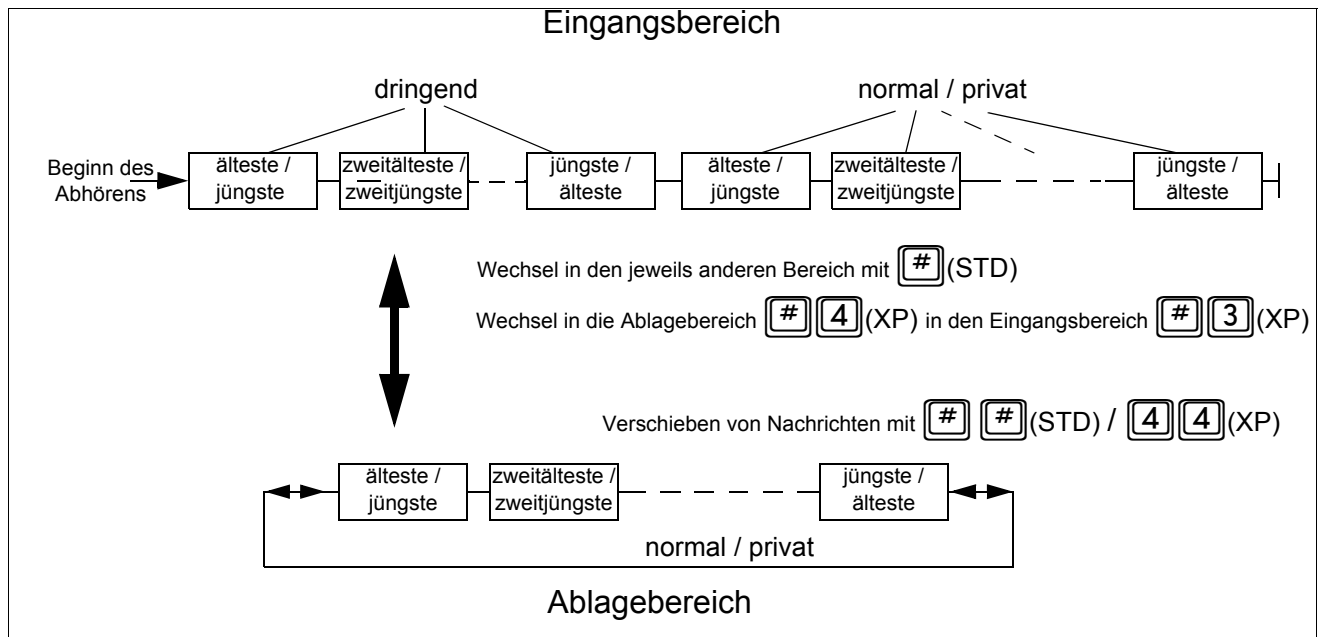 Eingangsbereich
dringend
normal / privat
Beginn des
Abhörens
älteste /
jüngste
zweitälteste /
zweitjüngste
jüngste /
älteste
älteste /
jüngste
zweitälteste /
zweitjüngste
jüngste /
älteste
Wechsel in den jeweils anderen Bereich mit # (STD)
Wechsel in die Ablagebereich # 4 (XP) in den Eingangsbereich # 3 (XP)
Verschieben von Nachrichten mit # # (STD) / 4 4 (XP)
älteste /
jüngste
zweitälteste /
zweitjüngste
jüngste /
älteste
normal / privat
Ablagebereich